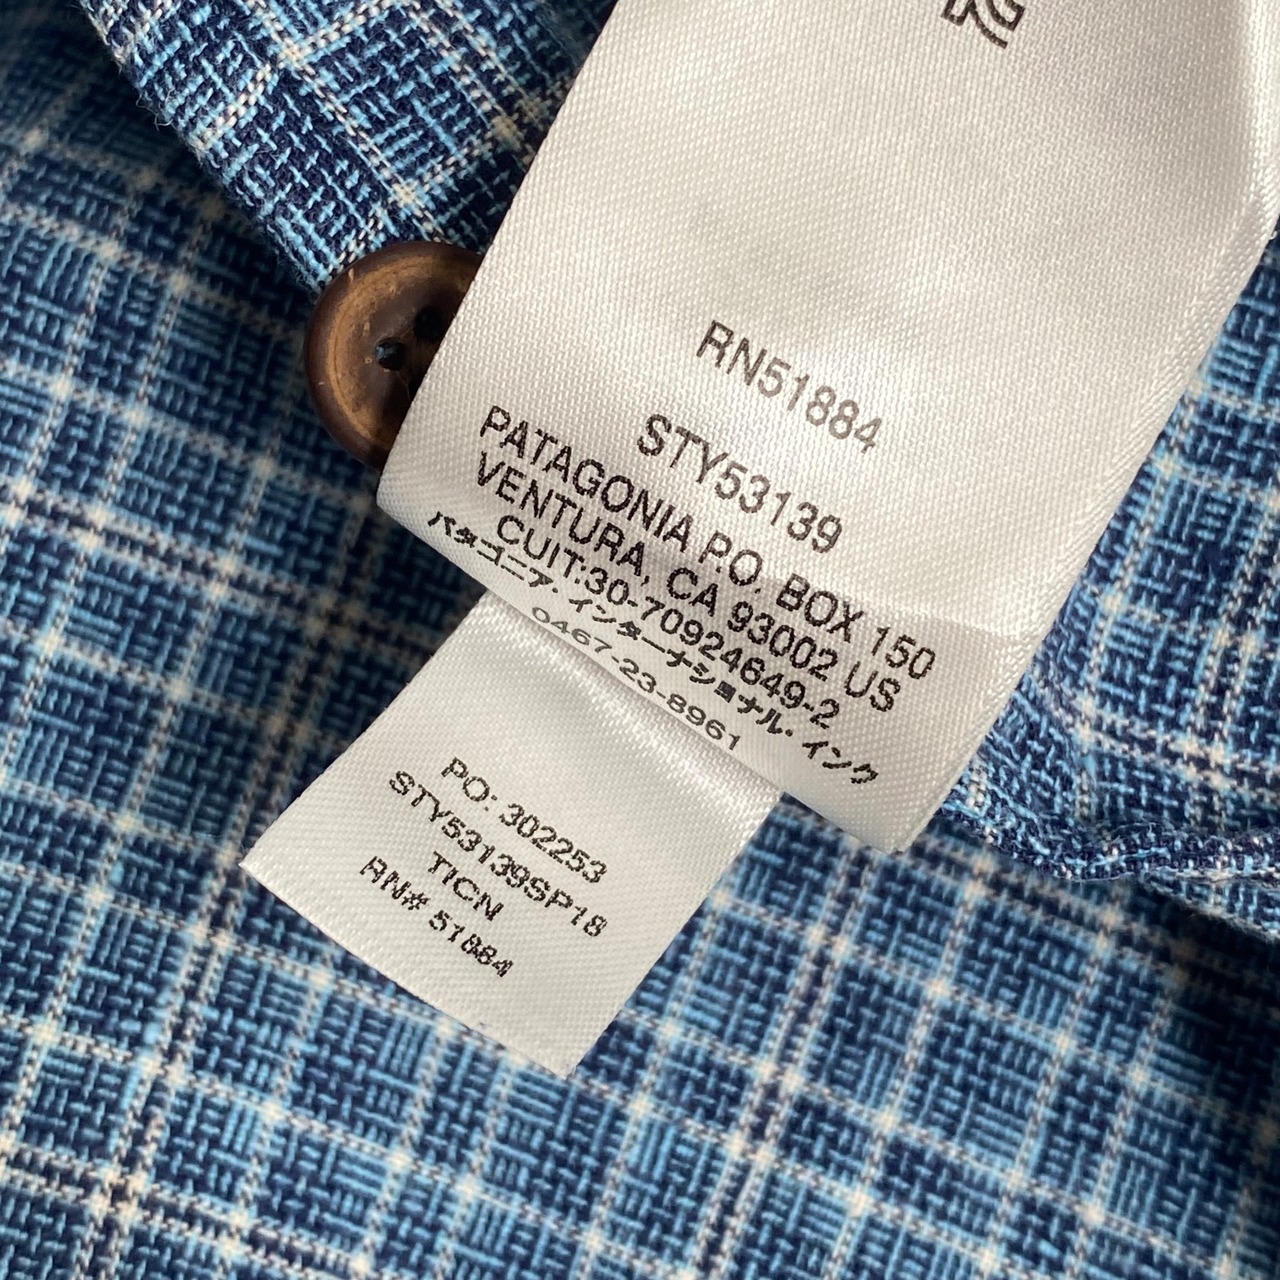 RN51884
STY53139
PATAGONIA P.O. BOX 150
VENTURA, CA 93002 US
CUIT:30-70924649-2
パタゴニア・インターナショナル・インク
0467-23-8961
PO: 302253
STY53139SP18
TICN
RN# 51884